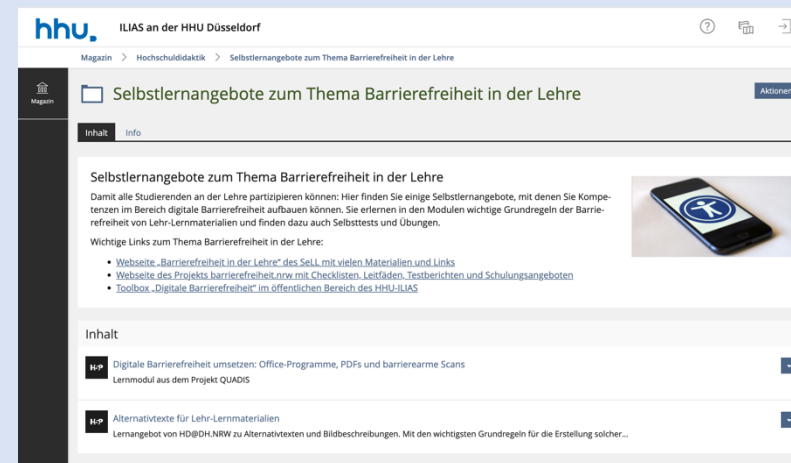 hhu.
ILIAS an der HHU Düsseldorf
Magazin > Hochschuldidaktik > Selbstlernangebote zum Thema Barrierefreiheit in der Lehre
Magazin
Selbstlernangebote zum Thema Barrierefreiheit in der Lehre
Aktionen
Inhalt Info
Selbstlernangebote zum Thema Barrierefreiheit in der Lehre
Damit alle Studierenden an der Lehre partizipieren können: Hier finden Sie einige Selbstlernangebote, mit denen Sie Kompe-
tenzen im Bereich digitale Barrierefreiheit aufbauen können. Sie erlernen in den Modulen wichtige Grundregeln der Barrie-
refreiheit von Lehr-Lernmaterialien und finden dazu auch Selbsttests und Übungen.
Wichtige Links zum Thema Barrierefreiheit in der Lehre:
• Webseite „Barrierefreiheit in der Lehre" des SeLL mit vielen Materialien und Links
• Webseite des Projekts barrierefreiheit.nrw mit Checklisten, Leitfäden, Testberichten und Schulungsangeboten
• Toolbox „Digitale Barrierefreiheit" im öffentlichen Bereich des HHU-ILIAS
Inhalt
H5P Digitale Barrierefreiheit umsetzen: Office-Programme, PDFs und barrierearme Scans
Lernmodul aus dem Projekt QUADIS
H5P Alternativtexte für Lehr-Lernmaterialien
Lernangebot von HD@DH.NRW zu Alternativtexten und Bildbeschreibungen. Mit den wichtigsten Grundregeln für die Erstellung solcher...